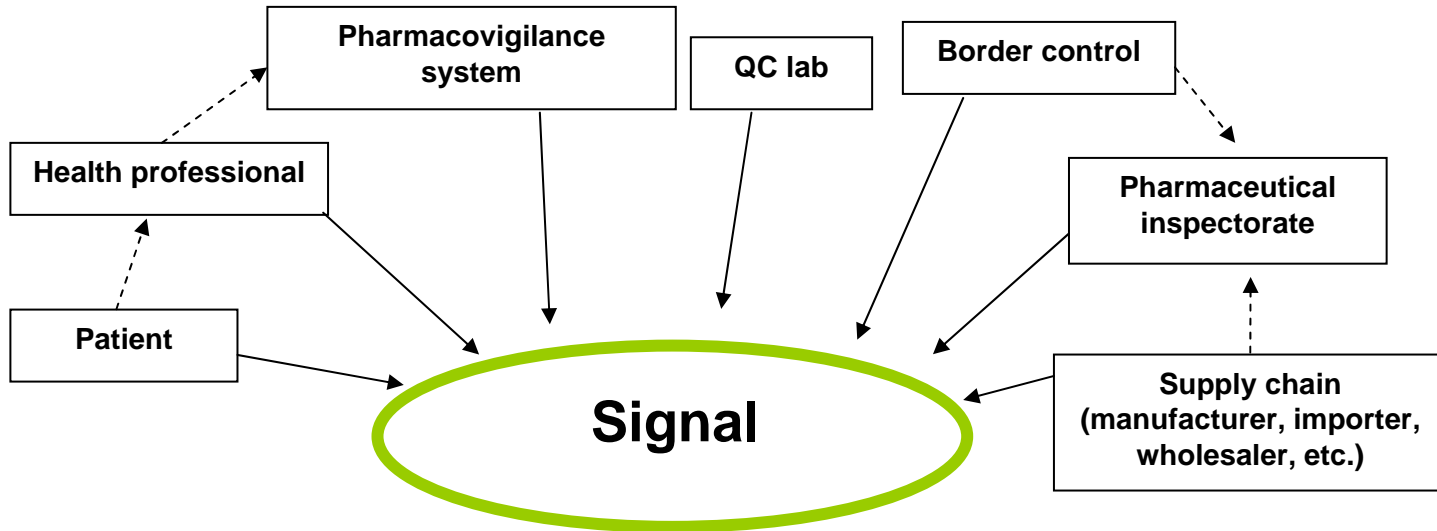 Pharmacovigilance
system
QC lab
Border control
Health professional
Pharmaceutical
inspectorate
Patient
Supply chain
(manufacturer, importer,
wholesaler, etc.)
Signal